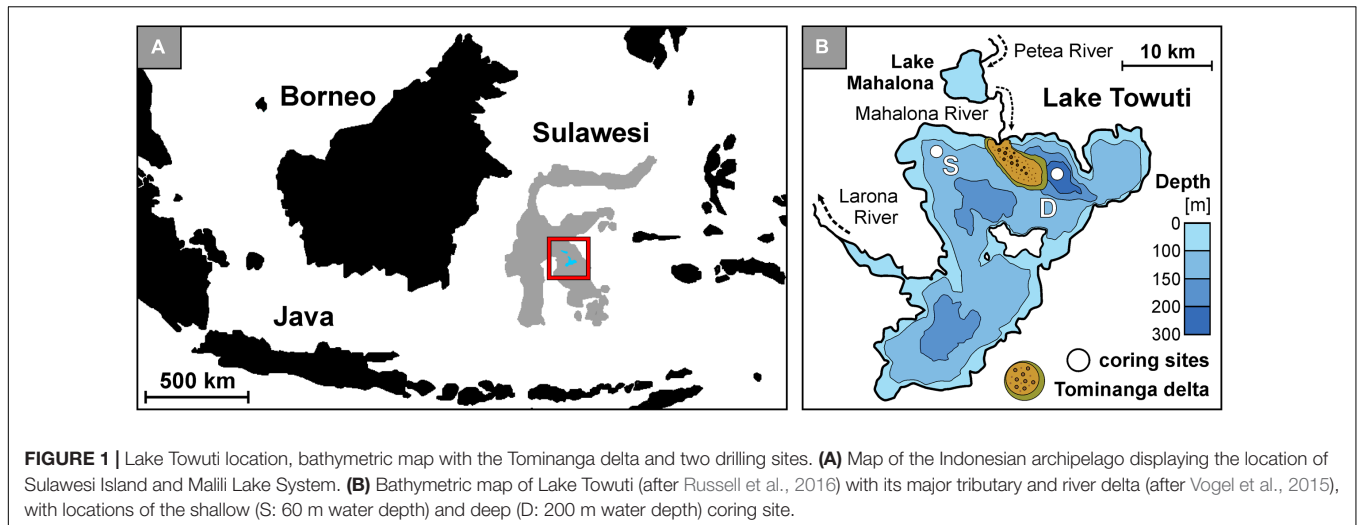 A
Borneo
Sulawesi
Java
500 km
B
Petea River
10 km
Lake
Mahalona
Lake Towuti
Mahalona River
S
D
Larona
River
Depth
[m]
0
100
150
200
300
coring sites
Tominanga delta
FIGURE 1 | Lake Towuti location, bathymetric map with the Tominanga delta and two drilling sites. (A) Map of the Indonesian archipelago displaying the location of
Sulawesi Island and Malili Lake System. (B) Bathymetric map of Lake Towuti (after Russell et al., 2016) with its major tributary and river delta (after Vogel et al., 2015),
with locations of the shallow (S: 60 m water depth) and deep (D: 200 m water depth) coring site.